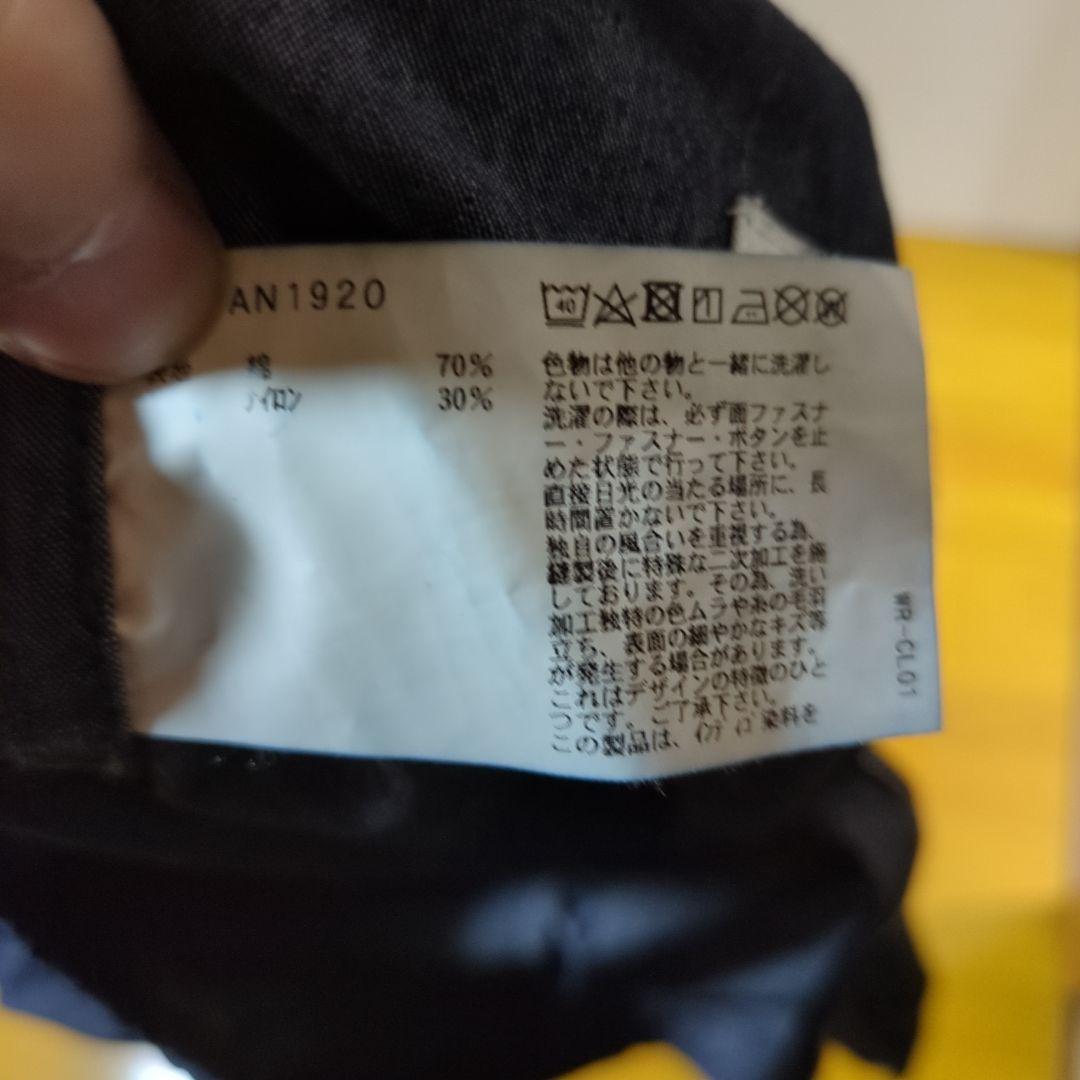 AN1920
40
綿 70%
ナイロン 30%
色物は他の物と一緒に洗濯し
ないで下さい。
洗濯の際は、必ず面ファスナ
ー・ファスナー・ボタンを止
めた状態で行って下さい。
直接日光の当たる場所に、長
時間置かないで下さい。
独自の風合いを重視する為、
縫製後に特殊な二次加工を施
しております。その為、洗い
加工独特の色ムラや糸の毛羽
立ち、表面の細やかなキズ等
が発生する場合があります。
これはデザインの特徴のひと
つです。ご了承下さい。
この製品は、インディゴ染料を
WR-CL01